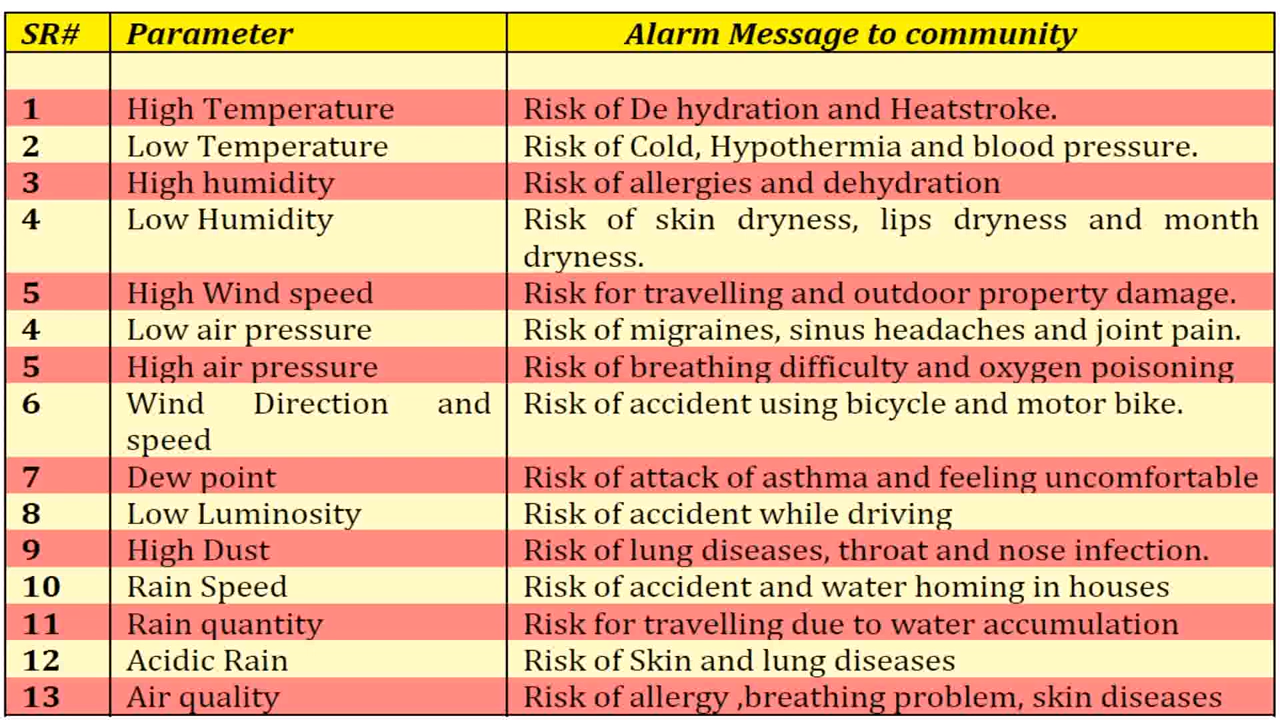 SR# Parameter Alarm Message to community
1 High Temperature Risk of De hydration and Heatstroke.
2 Low Temperature Risk of Cold, Hypothermia and blood pressure.
3 High humidity Risk of allergies and dehydration
4 Low Humidity Risk of skin dryness, lips dryness and month
dryness.
5 High Wind speed Risk for travelling and outdoor property damage.
4 Low air pressure Risk of migraines, sinus headaches and joint pain.
5 High air pressure Risk of breathing difficulty and oxygen poisoning
6 Wind Direction and Risk of accident using bicycle and motor bike.
speed
7 Dew point Risk of attack of asthma and feeling uncomfortable
8 Low Luminosity Risk of accident while driving
9 High Dust Risk of lung diseases, throat and nose infection.
10 Rain Speed Risk of accident and water homing in houses
11 Rain quantity Risk for travelling due to water accumulation
12 Acidic Rain Risk of Skin and lung diseases
13 Air quality Risk of allergy ,breathing problem, skin diseases